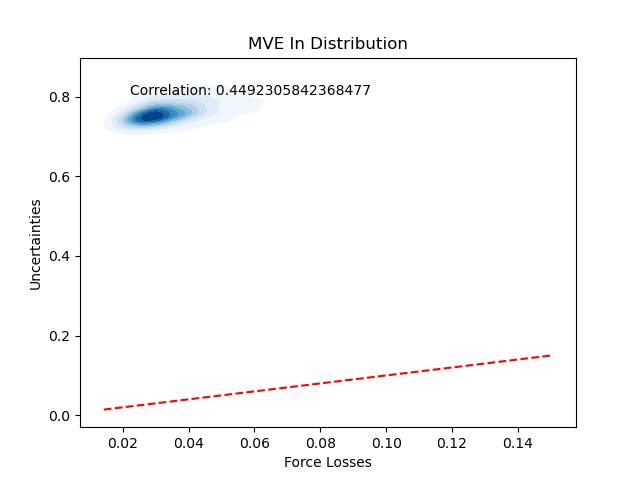 MVE In Distribution
Correlation: 0.4492305842368477
Uncertainties
0.8
0.6
0.4
0.2
0.0
0.02 0.04 0.06 0.08 0.10 0.12 0.14
Force Losses